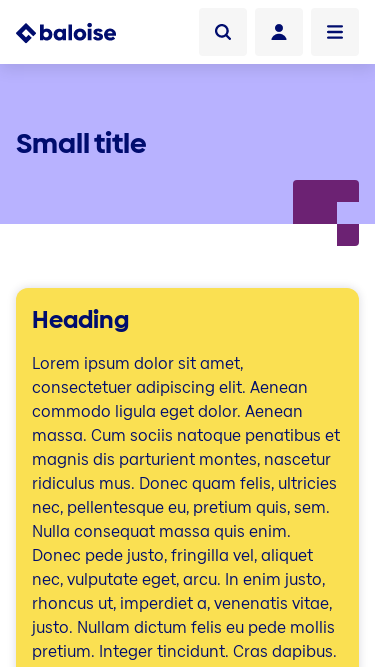 baloise
Small title
Heading
Lorem ipsum dolor sit amet,
consectetuer adipiscing elit. Aenean
commodo ligula eget dolor. Aenean
massa. Cum sociis natoque penatibus et
magnis dis parturient montes, nascetur
ridiculus mus. Donec quam felis, ultricies
nec, pellentesque eu, pretium quis, sem.
Nulla consequat massa quis enim.
Donec pede justo, fringilla vel, aliquet
nec, vulputate eget, arcu. In enim justo,
rhoncus ut, imperdiet a, venenatis vitae,
justo. Nullam dictum felis eu pede mollis
pretium. Integer tincidunt. Cras dapibus.